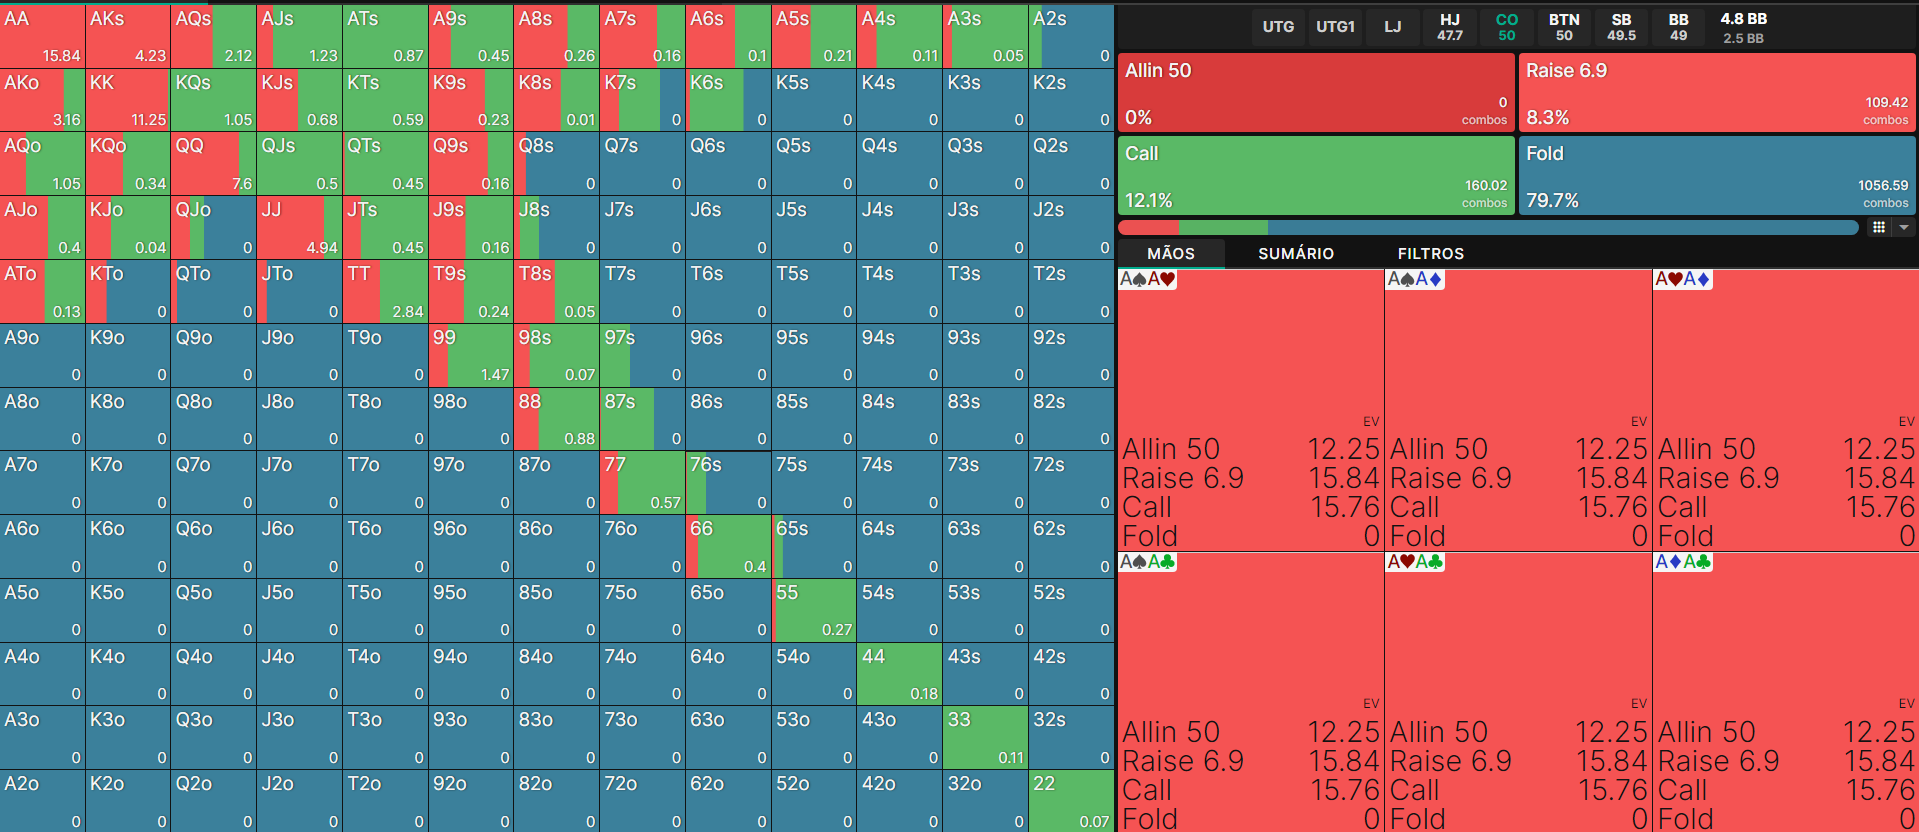 AA AKs AQs AJs ATs A9s A8s A7s A6s A5s A4s A3s A2s
15.84 4.23 2.12 1.23 0.87 0.45 0.26 0.16 0.1 0.21 0.11 0.05 0
AKo KK KQs KJs KTs K9s K8s K7s K6s K5s K4s K3s K2s
3.16 11.25 1.05 0.68 0.59 0.23 0.01 0 0 0 0 0 0
AQo KQo QQ QJs QTs Q9s Q8s Q7s Q6s Q5s Q4s Q3s Q2s
1.05 0.34 7.6 0.5 0.45 0.16 0 0 0 0 0 0 0
AJo KJo QJo JJ JTs J9s J8s J7s J6s J5s J4s J3s J2s
0.4 0.04 0 4.94 0.45 0.16 0 0 0 0 0 0 0
ATo KTo QTo JTo TT T9s T8s T7s T6s T5s T4s T3s T2s
0.13 0 0 0 2.84 0.24 0.05 0 0 0 0 0 0
A9o K9o Q9o J9o T9o 99 98s 97s 96s 95s 94s 93s 92s
0 0 0 0 0 1.47 0.07 0 0 0 0 0 0
A8o K8o Q8o J8o T8o 98o 88 87s 86s 85s 84s 83s 82s
0 0 0 0 0 0 0.88 0 0 0 0 0 0
A7o K7o Q7o J7o T7o 97o 87o 77 76s 75s 74s 73s 72s
0 0 0 0 0 0 0 0.57 0 0 0 0 0
A6o K6o Q6o J6o T6o 96o 86o 76o 66 65s 64s 63s 62s
0 0 0 0 0 0 0 0 0.4 0 0 0 0
A5o K5o Q5o J5o T5o 95o 85o 75o 65o 55 54s 53s 52s
0 0 0 0 0 0 0 0 0 0.27 0 0 0
A4o K4o Q4o J4o T4o 94o 84o 74o 64o 54o 44 43s 42s
0 0 0 0 0 0 0 0 0 0 0.18 0 0
A3o K3o Q3o J3o T3o 93o 83o 73o 63o 53o 43o 33 32s
0 0 0 0 0 0 0 0 0 0 0 0.11 0
A2o K2o Q2o J2o T2o 92o 82o 72o 62o 52o 42o 32o 22
0 0 0 0 0 0 0 0 0 0 0 0 0.07
UTG UTG1 LJ HJ CO BTN SB BB 4.8 BB
47.7 50 50 49.5 49 2.5 BB
Allin 50 Raise 6.9
0 109.42
0% combos 8.3% combos
Call Fold
160.02 1056.59
12.1% combos 79.7% combos
MÃOS SUMÁRIO FILTROS
A♠A♥ A♠A♦ A♥A♦
EV EV EV
Allin 50 12.25 Allin 50 12.25 Allin 50 12.25
Raise 6.9 15.84 Raise 6.9 15.84 Raise 6.9 15.84
Call 15.76 Call 15.76 Call 15.76
Fold 0 Fold 0 Fold 0
A♠A♣ A♥A♣ A♦A♣
EV EV EV
Allin 50 12.25 Allin 50 12.25 Allin 50 12.25
Raise 6.9 15.84 Raise 6.9 15.84 Raise 6.9 15.84
Call 15.76 Call 15.76 Call 15.76
Fold 0 Fold 0 Fold 0